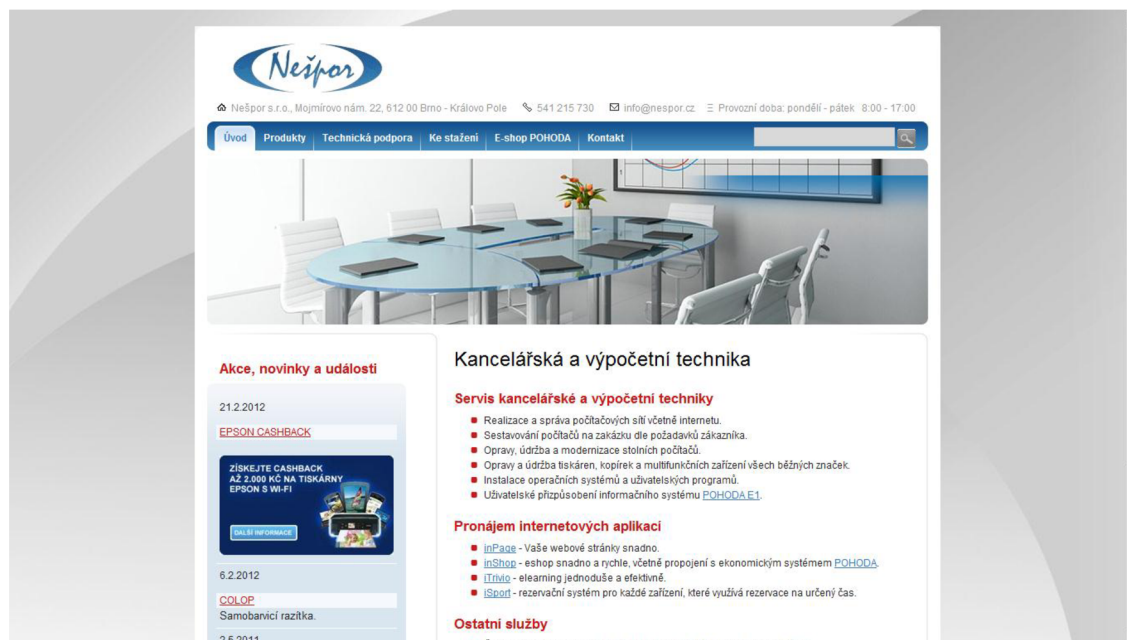 Nešpor
Nešpor s.r.o., Mojmírovo nám. 22, 612 00 Brno - Královo Pole 541 215 730 info@nespor.cz Provozní doba: pondělí - pátek 8:00 - 17:00
Úvod Produkty Technická podpora Ke stažení E-shop POHODA Kontakt
Akce, novinky a události
21.2.2012
EPSON CASHBACK
ZÍSKEJTE CASHBACK
AŽ 2.000 KČ NA TISKÁRNY
EPSON S WI-FI
DALŠÍ INFORMACE
6.2.2012
COLOP
Samobarvicí razítka.
2.5.2011
Kancelářská a výpočetní technika
Servis kancelářské a výpočetní techniky
Realizace a správa počítačových sítí včetně internetu.
Sestavování počítačů na zakázku dle požadavků zákazníka.
Opravy, údržba a modernizace stolních počítačů.
Opravy a údržba tiskáren, kopírek a multifunkčních zařízení všech běžných značek.
Instalace operačních systémů a uživatelských programů.
Uživatelské přizpůsobení informačního systému POHODA E1.
Pronájem internetových aplikací
inPage - Vaše webové stránky snadno.
inShop - eshop snadno a rychle, včetně propojení s ekonomickým systémem POHODA.
iTrivio - elearning jednoduše a efektivně.
iSport - rezervační systém pro každé zařízení, které využívá rezervace na určený čas.
Ostatní služby